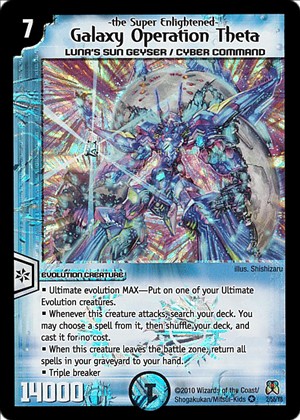 7
-the Super Enlightened-
Galaxy Operation Theta
LUNA'S SUN GEYSER / CYBER COMMAND
illus. Shishizaru
EVOLUTION CREATURE
■ Ultimate evolution MAX—Put on one of your Ultimate
Evolution creatures.
■ Whenever this creature attacks, search your deck. You
may choose a spell from it, then shuffle your deck, and
cast it for no cost.
■ When this creature leaves the battle zone, return all
spells in your graveyard to your hand.
■ Triple breaker
14000
©2010 Wizards of the Coast/
Shogakukan/Mitsui-Kids